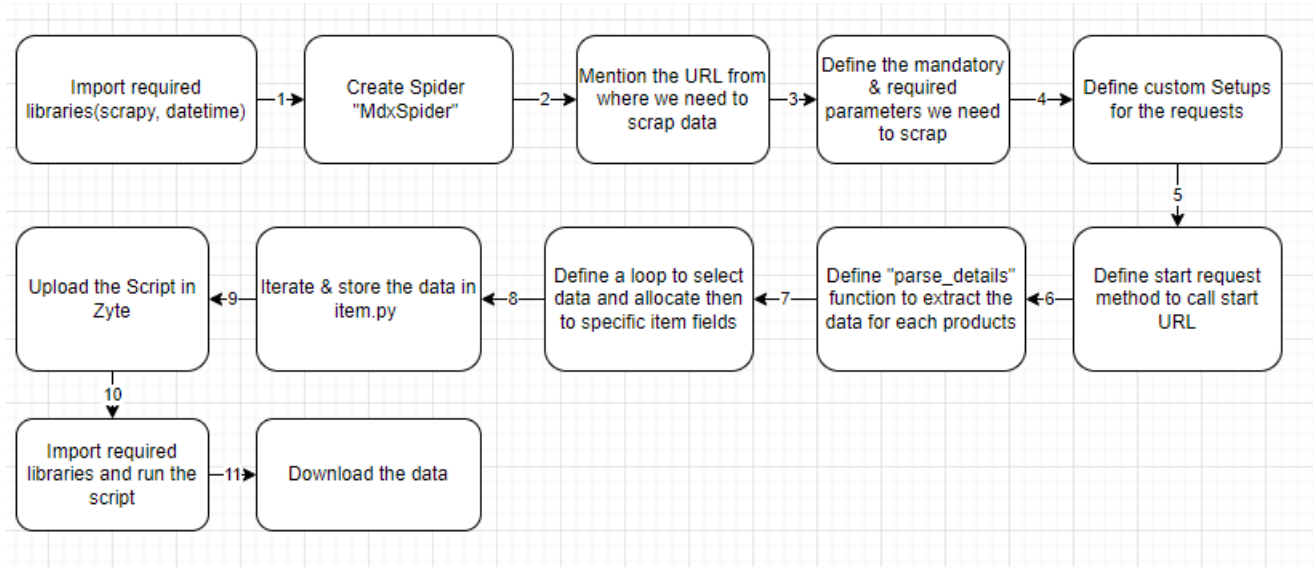 Import required
libraries(scrapy, datetime)
1
Create Spider
"MdxSpider"
2
Mention the URL from
where we need to
scrap data
3
Define the mandatory
& required
parameters we need
to scrap
4
Define custom Setups
for the requests
5
Define start request
method to call start
URL
6
Define "parse_details"
function to extract the
data for each products
7
Define a loop to select
data and allocate then
to specific item fields
8
Iterate & store the data in
item.py
9
Upload the Script in
Zyte
10
Import required
libraries and run the
script
11
Download the data